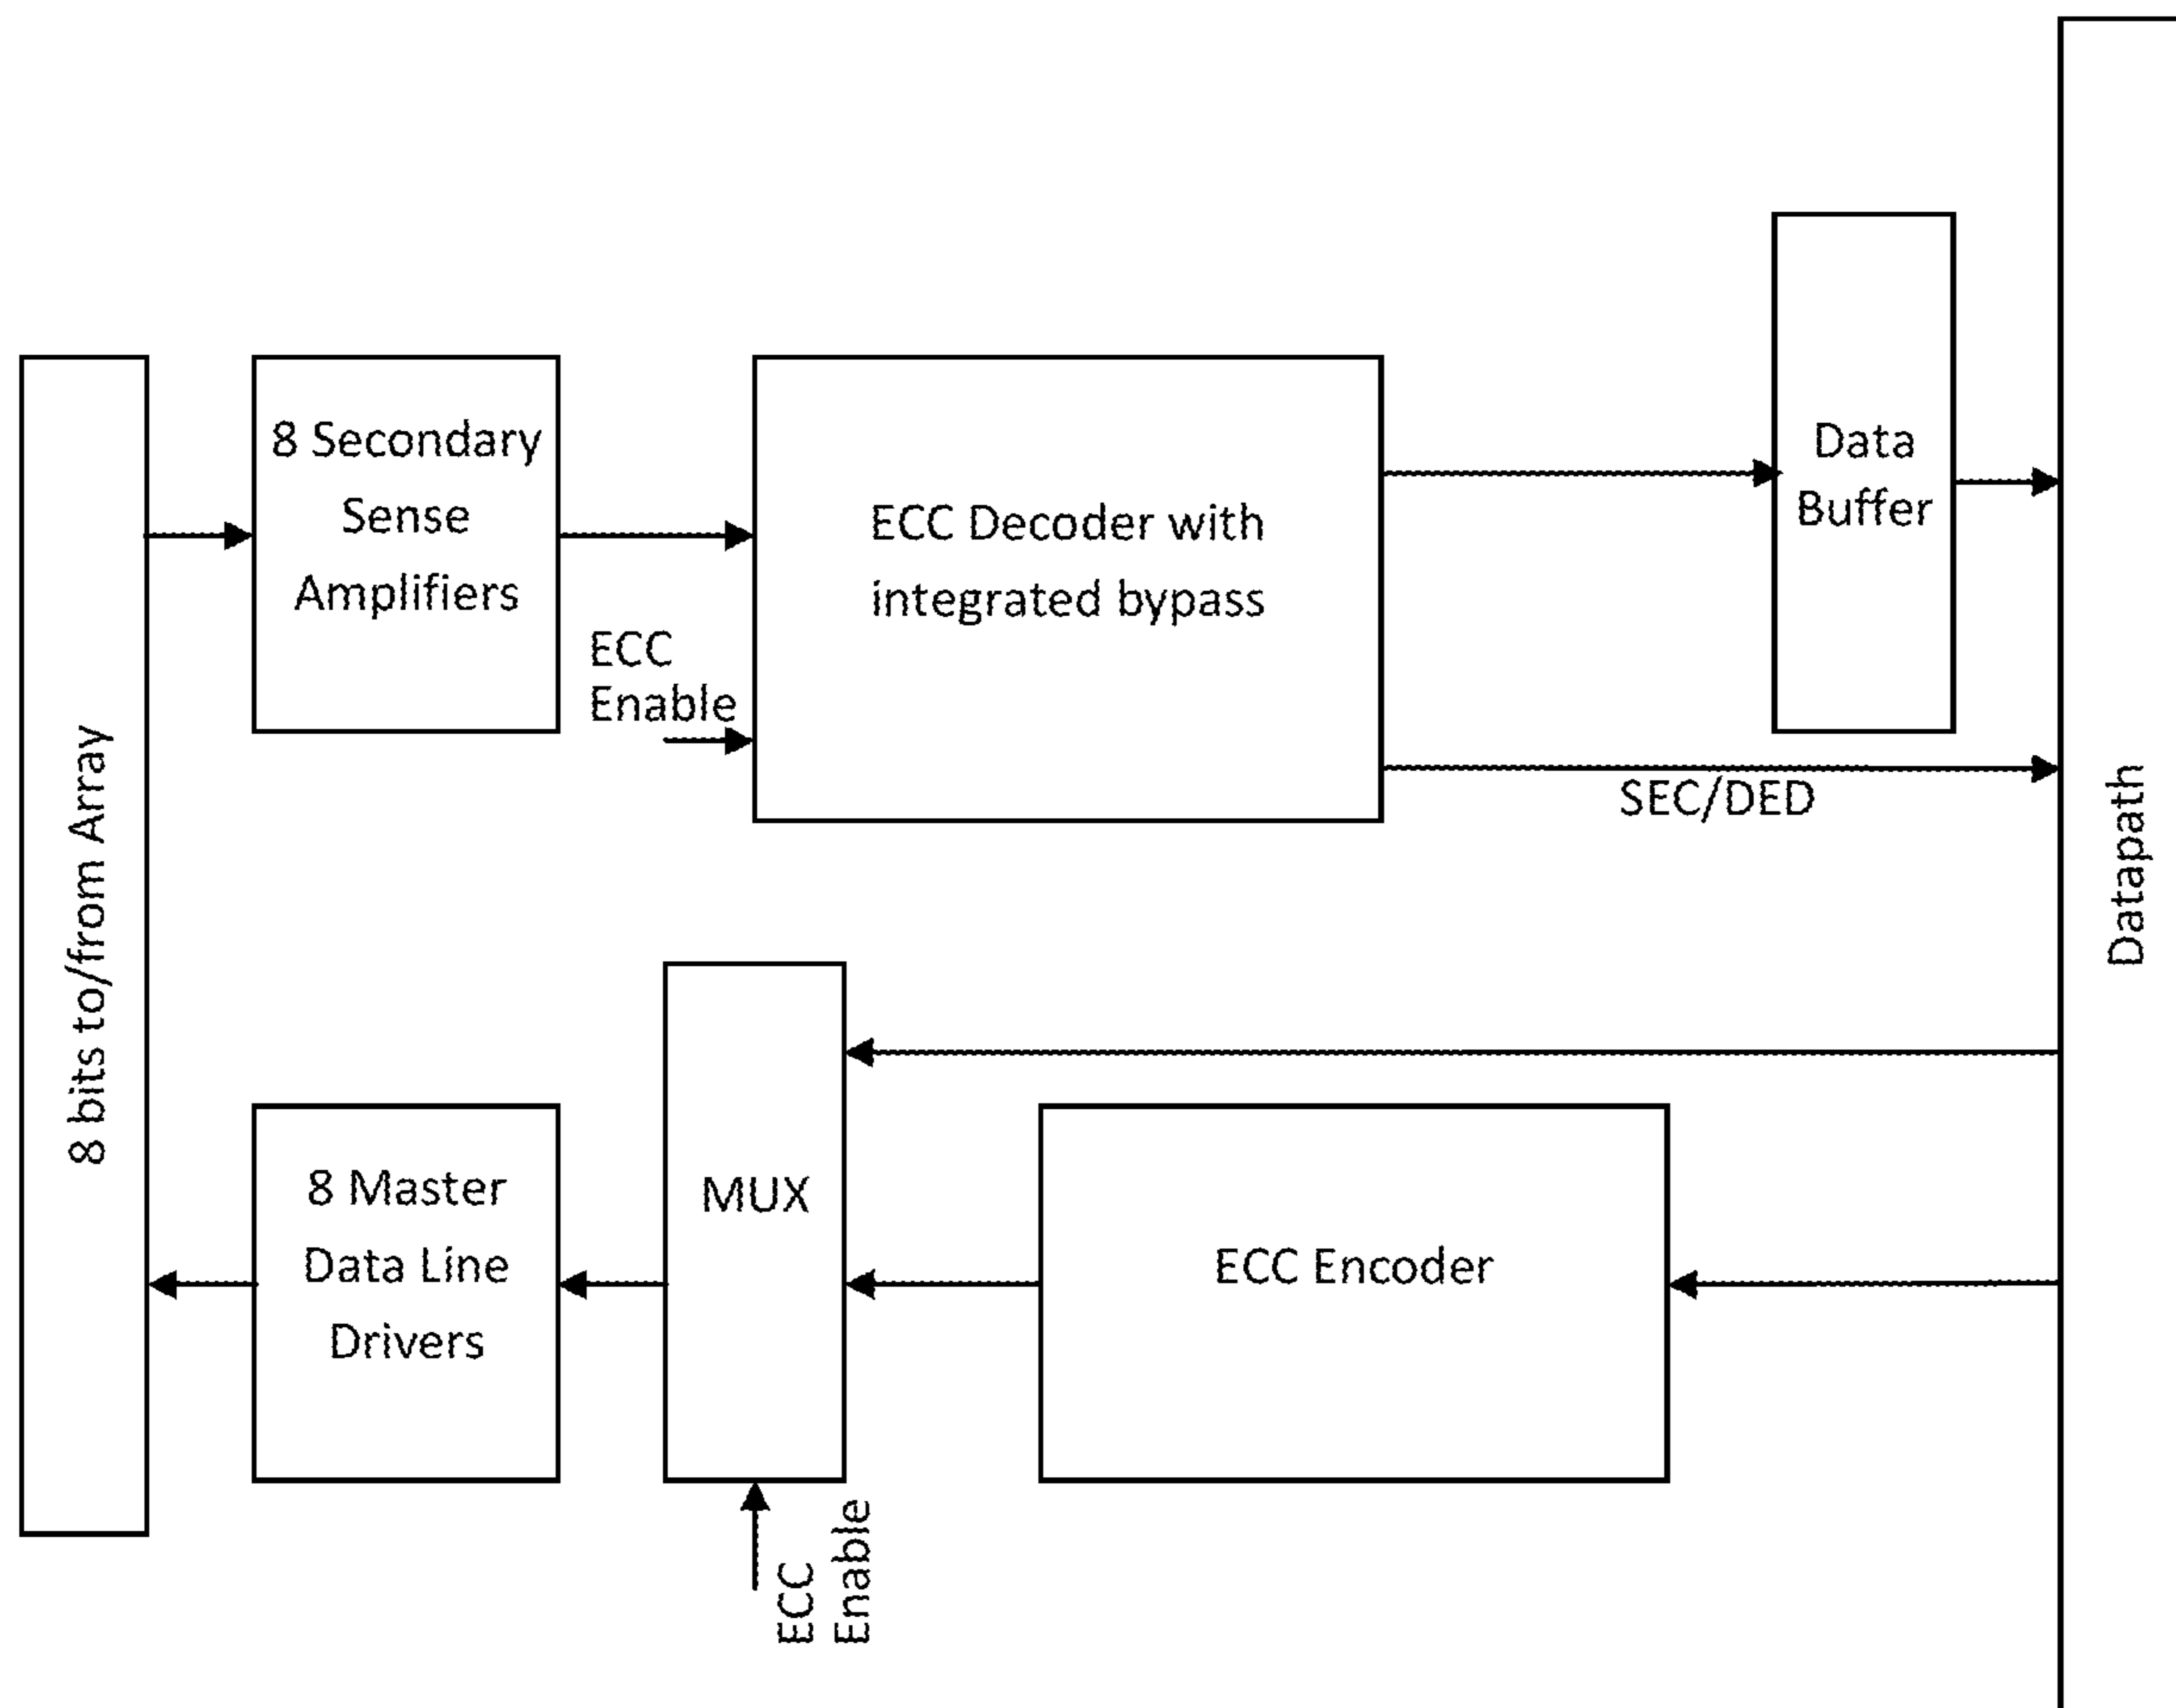 8 bits to/from Array
8 Secondary
Sense
Amplifiers
ECC
Enable
ECC Decoder with
integrated bypass
Data
Buffer
SEC/DED
Datapath
8 Master
Data Line
Drivers
MUX
ECC Encoder
ECC
Enable